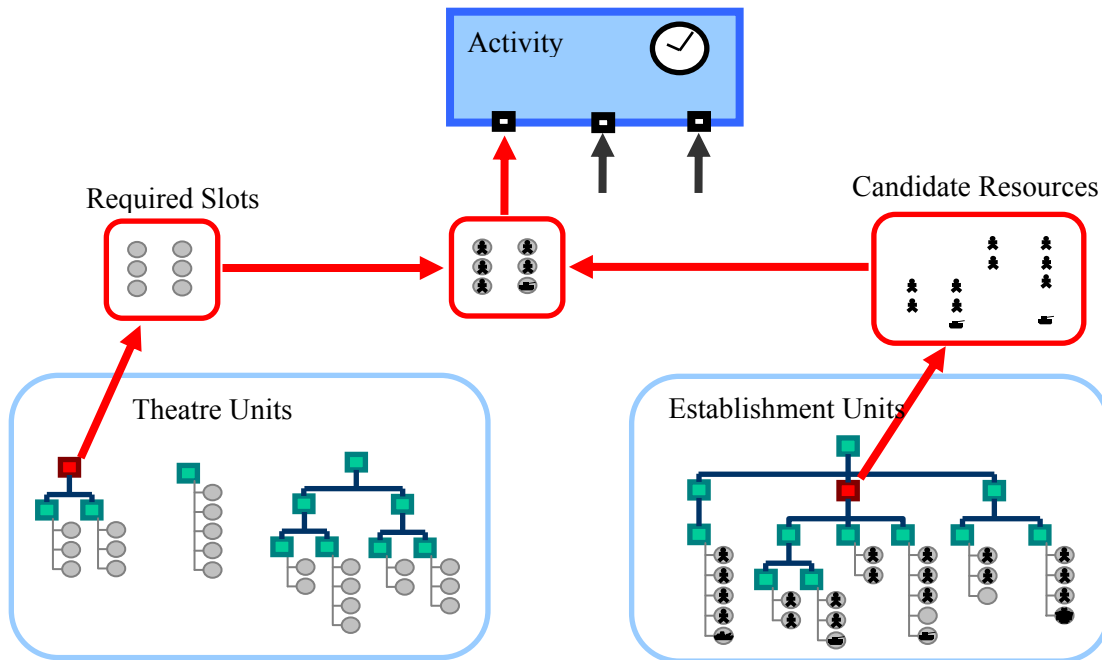 Activity
Required Slots
Candidate Resources
Theatre Units
Establishment Units